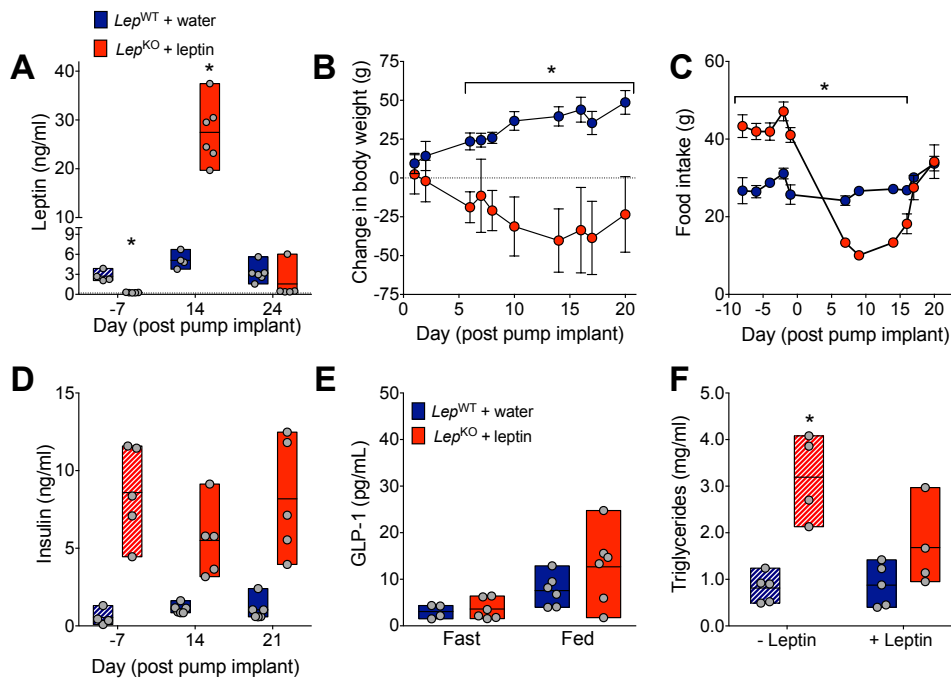 Lep^WT + water
Lep^KO + leptin
A
B
C
*
*
*
*
Leptin (ng/ml)
40
30
20
10
9
6
3
0
-7
14
24
Day (post pump implant)
Change in body weight (g)
75
50
25
0
-25
-50
-75
0
5
10
15
20
Day (post pump implant)
Food intake (g)
60
40
20
0
-10
-5
0
5
10
15
20
Day (post pump implant)
D
E
F
Insulin (ng/ml)
15
10
5
0
-7
14
21
Day (post pump implant)
GLP-1 (pg/mL)
50
40
30
20
10
0
Lep^WT + water
Lep^KO + leptin
Fast
Fed
Triglycerides (mg/ml)
5.0
4.0
3.0
2.0
1.0
0.0
*
- Leptin
+ Leptin